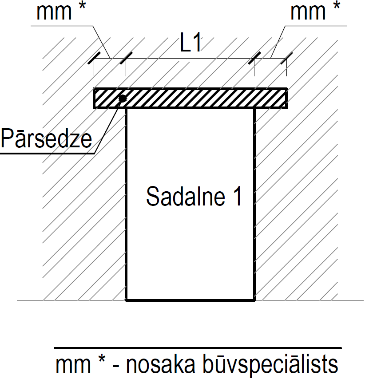 mm * mm *
L1
Pārsedze
Sadalne 1
mm * - nosaka būvspeciālists